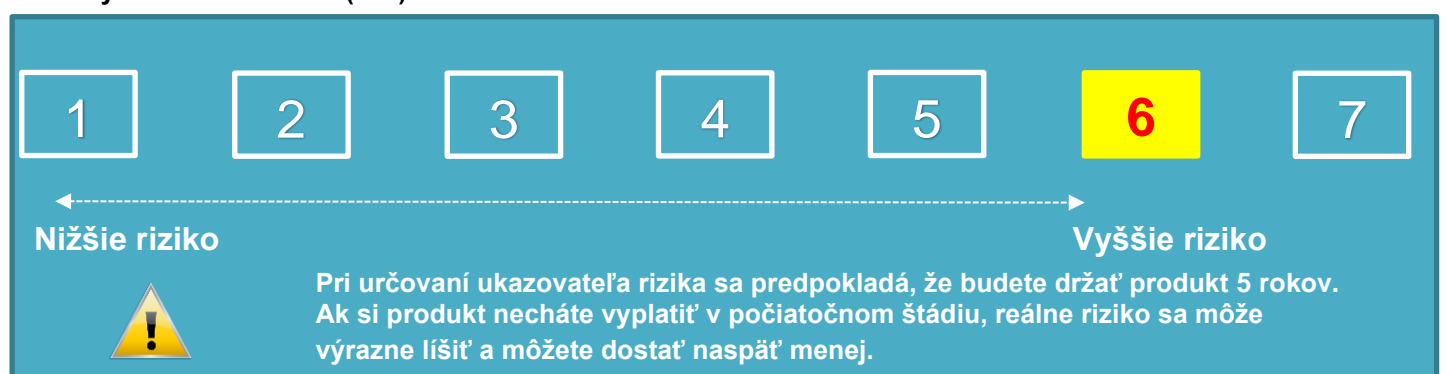 1 2 3 4 5 6 7
Nižšie riziko Vyššie riziko
Pri určovaní ukazovateľa rizika sa predpokladá, že budete držať produkt 5 rokov.
Ak si produkt necháte vyplatiť v počiatočnom štádiu, reálne riziko sa môže
výrazne líšiť a môžete dostať naspäť menej.